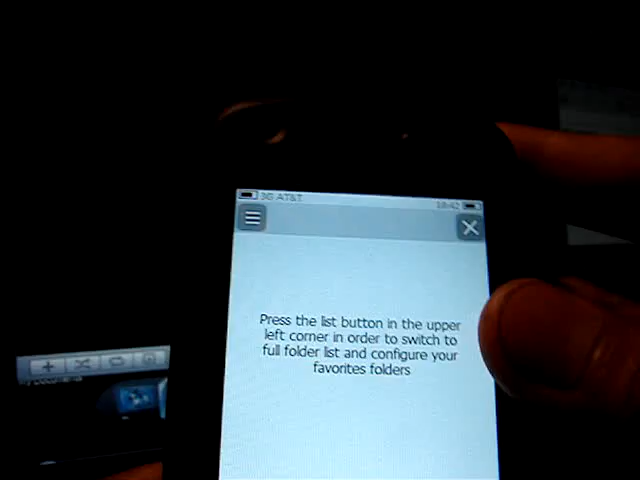 3G AT&T
18:42
Press the list button in the upper
left corner in order to switch to
full folder list and configure your
favorites folders